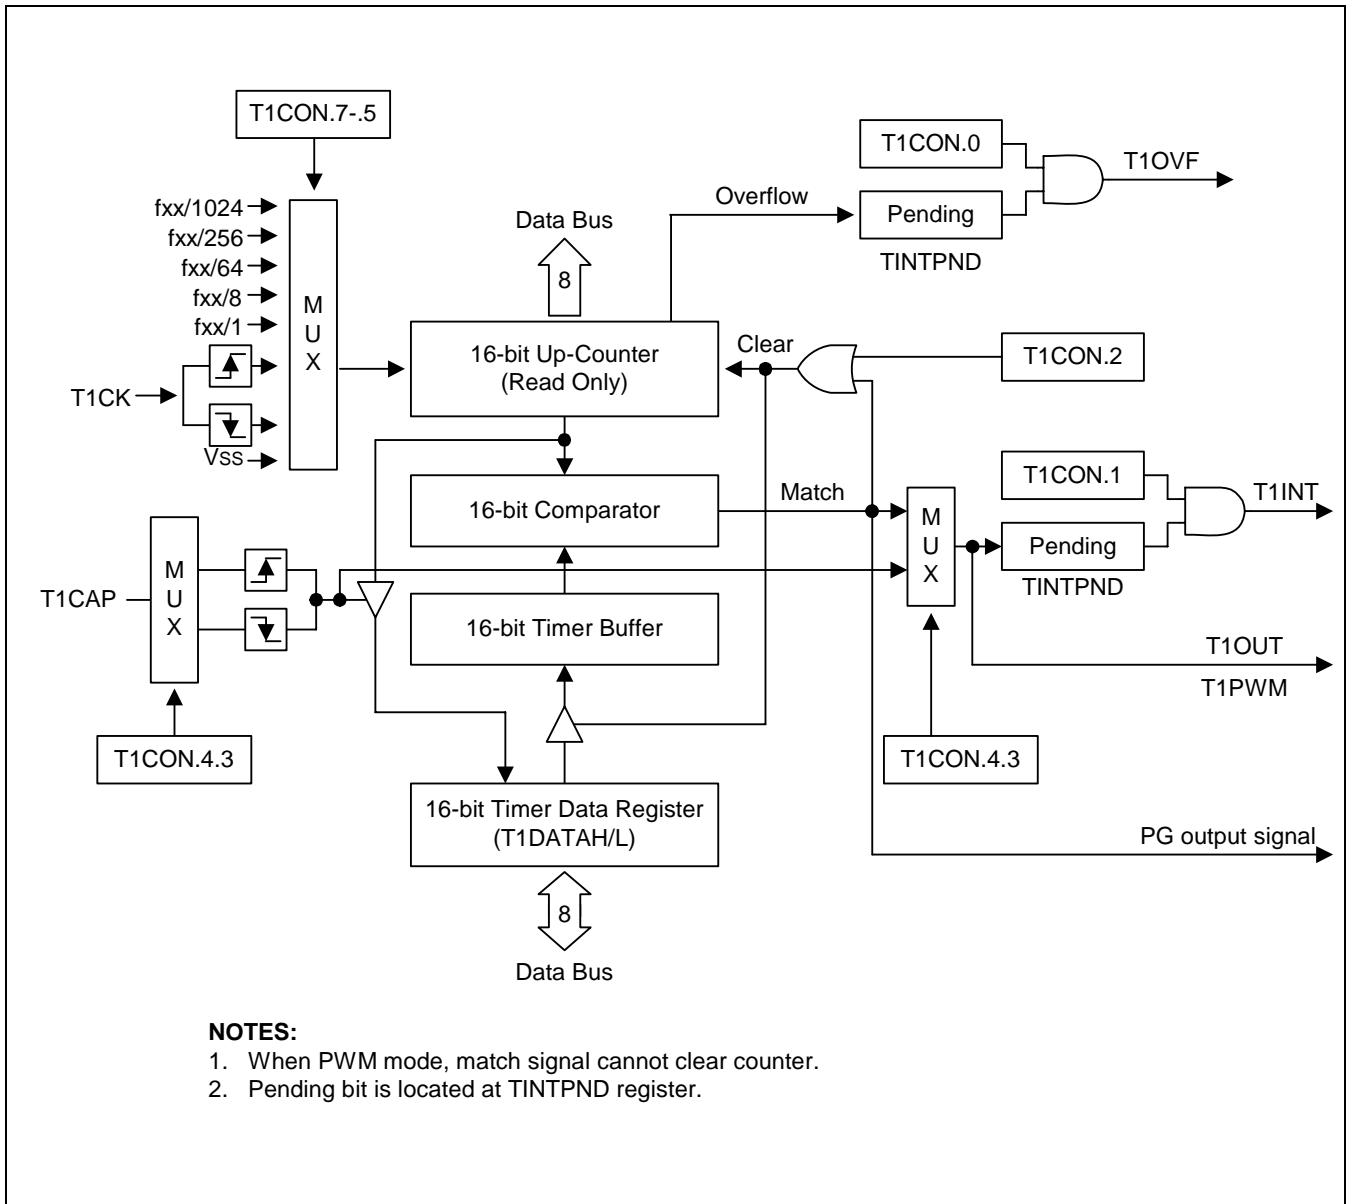 T1CON.7-.5
T1CON.0
T1OVF
Overflow
Pending
TINTPND
fxx/1024
fxx/256
fxx/64
fxx/8
fxx/1
T1CK
VSS
M
U
X
Data Bus
8
16-bit Up-Counter
(Read Only)
Clear
T1CON.2
16-bit Comparator
Match
M
U
X
T1CON.1
T1INT
Pending
TINTPND
T1CAP
M
U
X
16-bit Timer Buffer
T1OUT
T1PWM
T1CON.4.3
T1CON.4.3
16-bit Timer Data Register
(T1DATAH/L)
PG output signal
8
Data Bus
NOTES:
1. When PWM mode, match signal cannot clear counter.
2. Pending bit is located at TINTPND register.